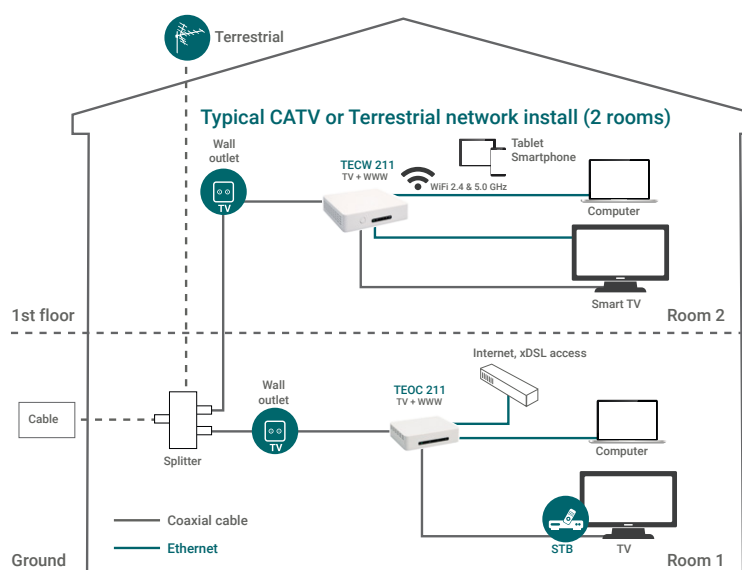 Terrestrial
Typical CATV or Terrestrial network install (2 rooms)
Wall
outlet
TV
TECW 211
TV + WWW
WiFi 2.4 & 5.0 GHz
Tablet
Smartphone
Computer
Smart TV
1st floor
Room 2
Internet, xDSL access
Cable
Splitter
Wall
outlet
TV
TEOC 211
TV + WWW
Computer
Coaxial cable
Ethernet
STB
TV
Ground
Room 1